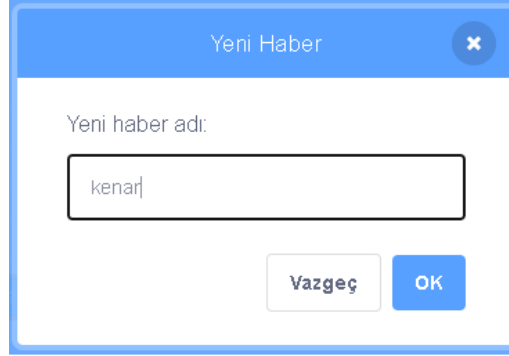 Yeni Haber
Yeni haber adı:
kenar
Vazgeç
OK